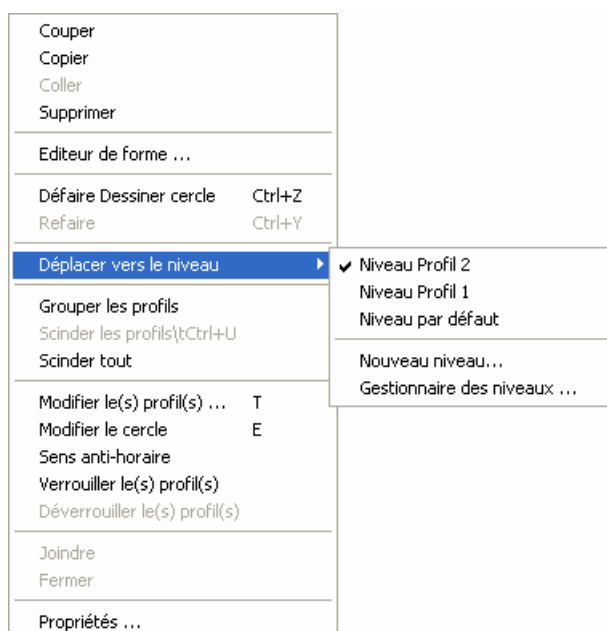 Couper
Copier
Coller
Supprimer
Editeur de forme ...
Défaire Dessiner cercle Ctrl+Z
Refaire Ctrl+Y
Déplacer vers le niveau
Niveau Profil 2
Niveau Profil 1
Niveau par défaut
Nouveau niveau...
Gestionnaire des niveaux ...
Grouper les profils
Scinder les profils\tCtrl+U
Scinder tout
Modifier le(s) profil(s) ... T
Modifier le cercle E
Sens anti-horaire
Verrouiller le(s) profil(s)
Déverrouiller le(s) profil(s)
Joindre
Fermer
Propriétés ...